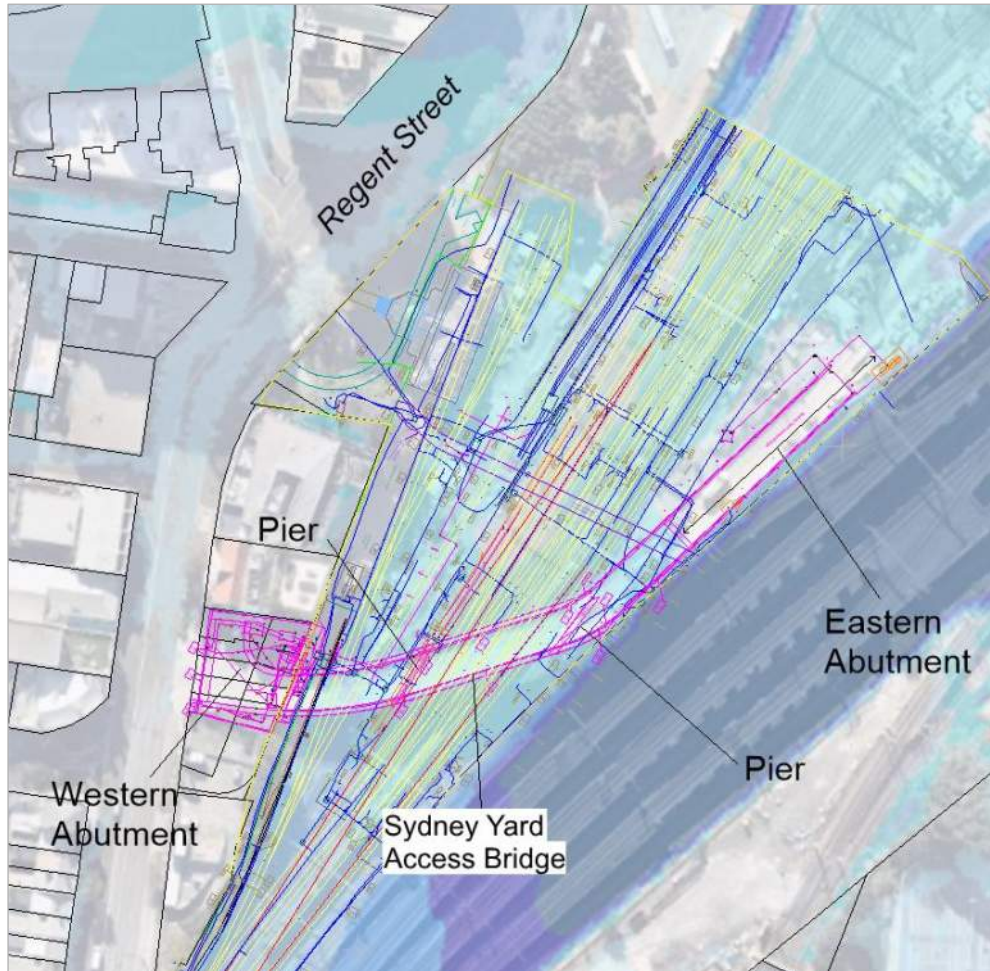 Regent Street
Pier
Eastern
Abutment
Pier
Western
Abutment
Sydney Yard
Access Bridge